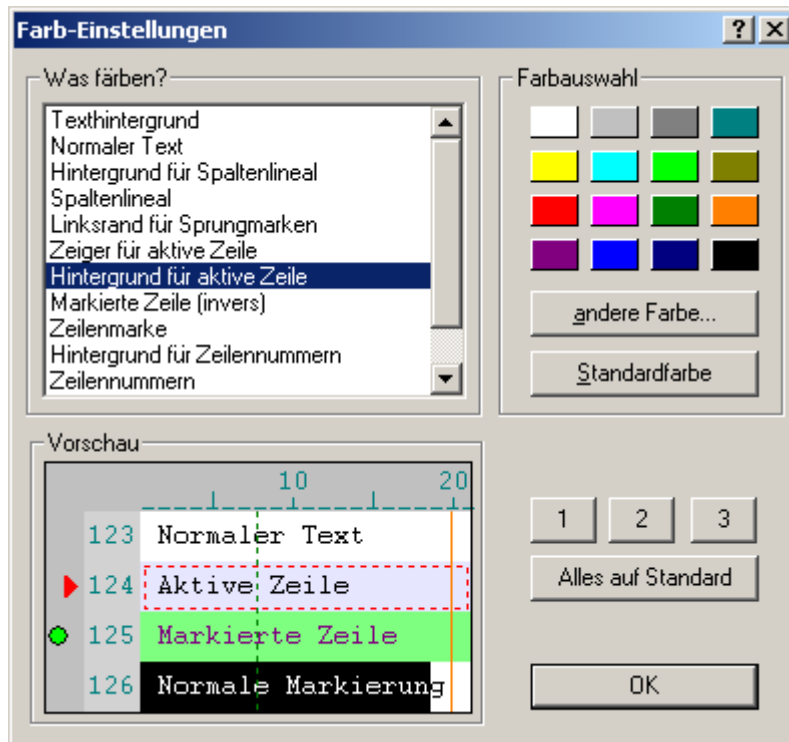 Farb-Einstellungen
Was färben?
Texthintergrund
Normaler Text
Hintergrund für Spaltenlineal
Spaltenlineal
Linksrand für Sprungmarken
Zeiger für aktive Zeile
Hintergrund für aktive Zeile
Markierte Zeile (invers)
Zeilenmarke
Hintergrund für Zeilennummern
Zeilennummern
Farbauswahl
andere Farbe...
Standardfarbe
Vorschau
10 20
123 Normaler Text
124 Aktive Zeile
125 Markierte Zeile
126 Normale Markierung
1 2 3
Alles auf Standard
OK